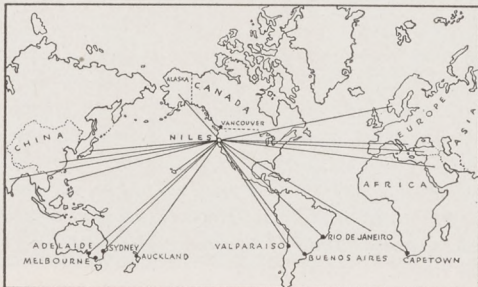 ALASKA
CANADA
VANCOUVER
NILES
CHINA
EUROPE
ASIA
AFRICA
ADELAIDE
SYDNEY
MELBOURNE
AUCKLAND
VALPARAISO
RIO DE JANEIRO
BUENOS AIRES
CAPETOWN